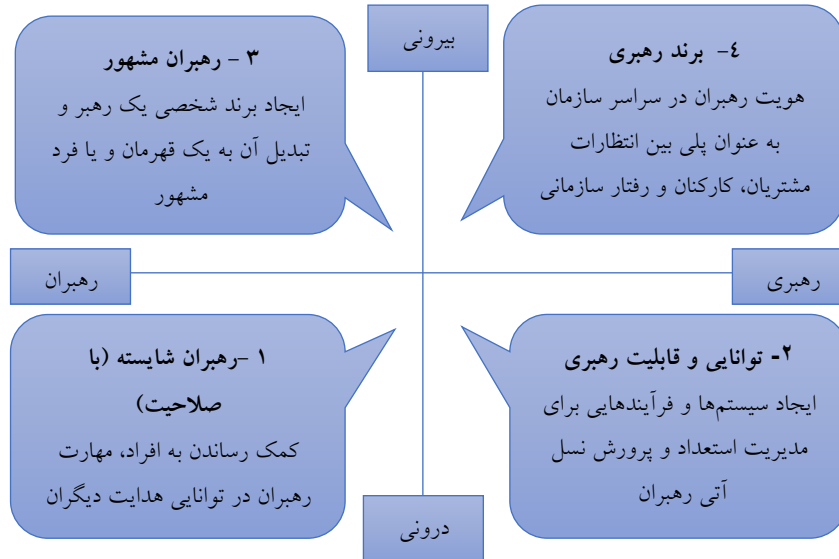 بیرونی
۴- برند رهبری
هویت رهبران در سراسر سازمان
به عنوان پلی بین انتظارات
مشتریان، کارکنان و رفتار سازمانی
۳ - رهبران مشهور
ایجاد برند شخصی یک رهبر و
تبدیل آن به یک قهرمان و یا فرد
مشهور
رهبری
رهبران
۲- توانایی و قابلیت رهبری
ایجاد سیستم‌ها و فرآیندهایی برای
مدیریت استعداد و پرورش نسل
آتی رهبران
۱ -رهبران شایسته (با
صلاحیت)
کمک رساندن به افراد، مهارت
رهبران در توانایی هدایت دیگران
درونی